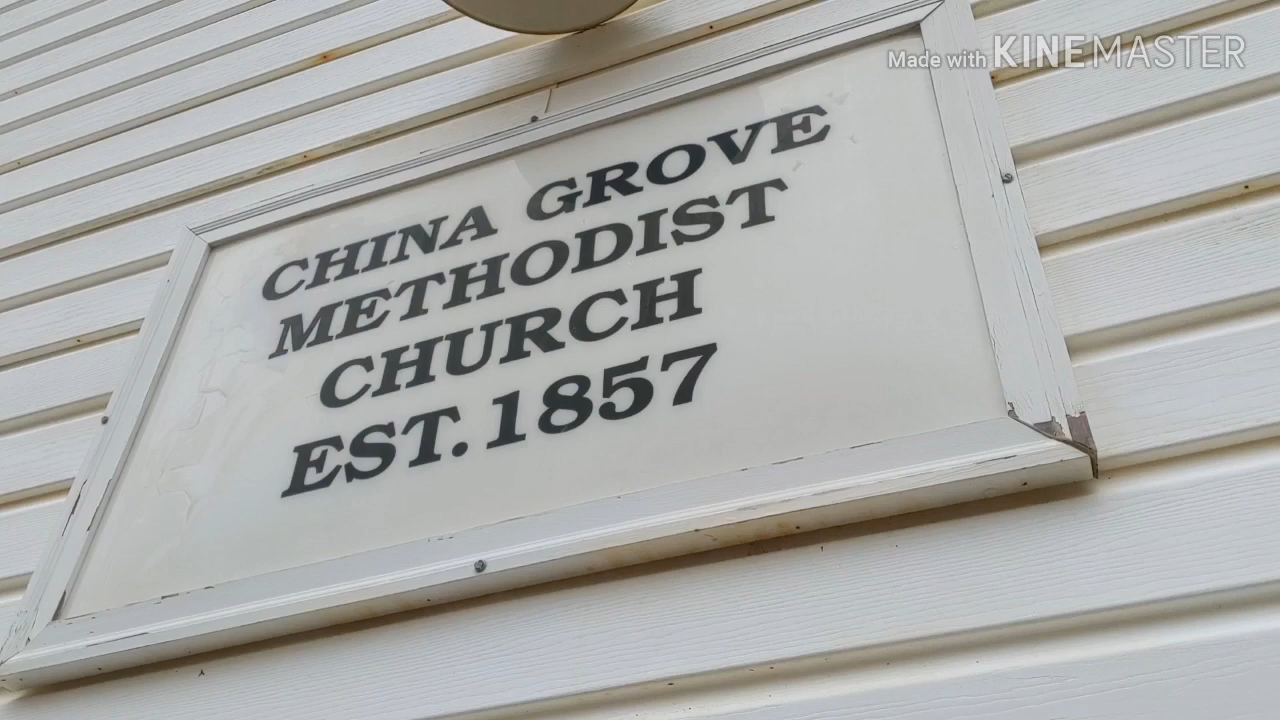 Made with KINEMASTER
CHINA GROVE
METHODIST
CHURCH
EST. 1857